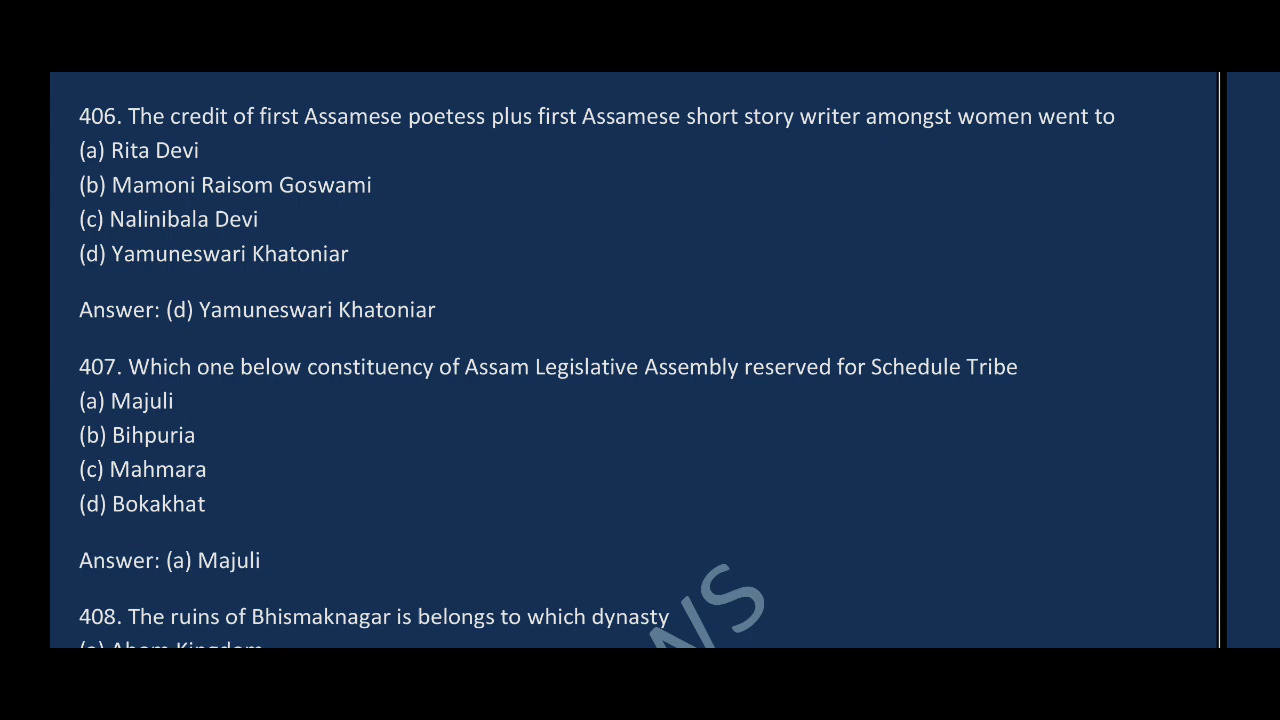 406. The credit of first Assamese poetess plus first Assamese short story writer amongst women went to
(a) Rita Devi
(b) Mamoni Raisom Goswami
(c) Nalinibala Devi
(d) Yamuneswari Khatoniar
Answer: (d) Yamuneswari Khatoniar
407. Which one below constituency of Assam Legislative Assembly reserved for Schedule Tribe
(a) Majuli
(b) Bihpuria
(c) Mahmara
(d) Bokakhat
Answer: (a) Majuli
408. The ruins of Bhismaknagar is belongs to which dynasty
(a) Ahom Kingdom